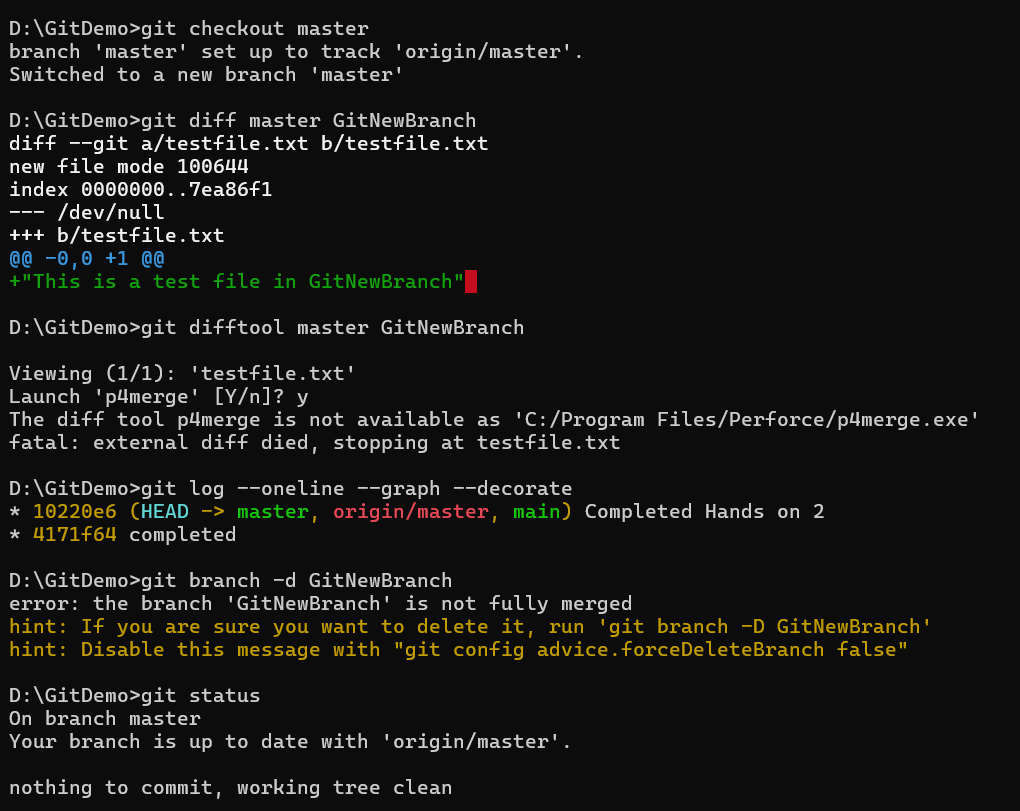 D:\GitDemo>git checkout master
branch 'master' set up to track 'origin/master'.
Switched to a new branch 'master'
D:\GitDemo>git diff master GitNewBranch
diff --git a/testfile.txt b/testfile.txt
new file mode 100644
index 0000000..7ea86f1
--- /dev/null
+++ b/testfile.txt
@@ -0,0 +1 @@
+"This is a test file in GitNewBranch"
D:\GitDemo>git difftool master GitNewBranch
Viewing (1/1): 'testfile.txt'
Launch 'p4merge' [Y/n]? y
The diff tool p4merge is not available as 'C:/Program Files/Perforce/p4merge.exe'
fatal: external diff died, stopping at testfile.txt
D:\GitDemo>git log --oneline --graph --decorate
* 10220e6 (HEAD -> master, origin/master, main) Completed Hands on 2
* 4171f64 completed
D:\GitDemo>git branch -d GitNewBranch
error: the branch 'GitNewBranch' is not fully merged
hint: If you are sure you want to delete it, run 'git branch -D GitNewBranch'
hint: Disable this message with "git config advice.forceDeleteBranch false"
D:\GitDemo>git status
On branch master
Your branch is up to date with 'origin/master'.
nothing to commit, working tree clean